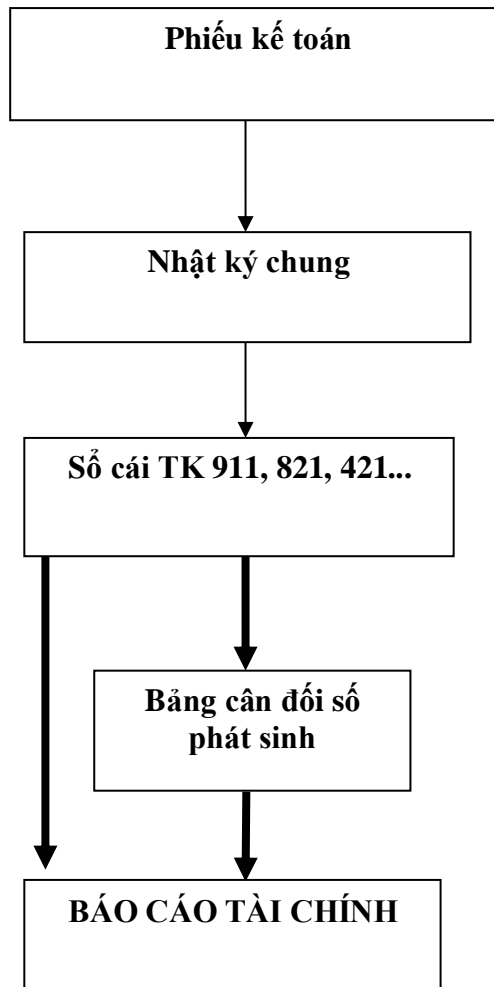 Phiếu kế toán
Nhật ký chung
Sổ cái TK 911, 821, 421...
Bảng cân đối số
phát sinh
BÁO CÁO TÀI CHÍNH